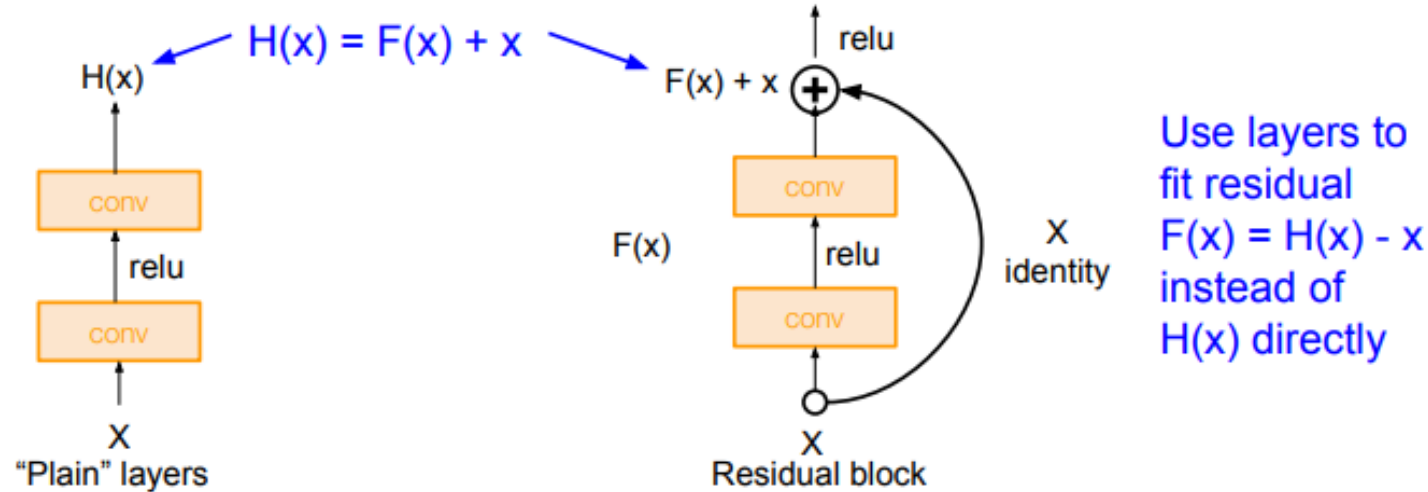 H(x) = F(x) + x
H(x)
conv
relu
conv
X
“Plain” layers
relu
F(x) + x
+
conv
F(x)
relu
conv
X
identity
X
Residual block
Use layers to
fit residual
F(x) = H(x) - x
instead of
H(x) directly